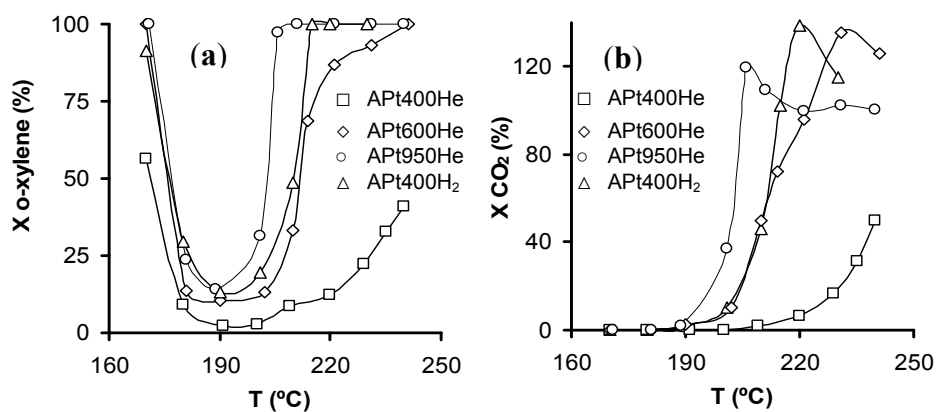 100
75
50
25
0
X o-xylene (%)
(a)
APt400He
APt600He
APt950He
APt400H₂
160
190
220
250
T (ºC)
120
80
40
0
X CO₂ (%)
(b)
APt400He
APt600He
APt950He
APt400H₂
160
190
220
250
T (ºC)